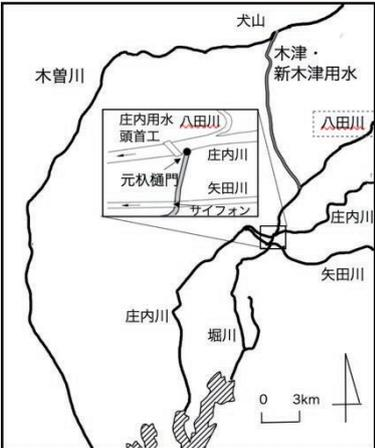 犬山
木津・
新木津用水
木曽川
八田川
庄内用水
頭首工
八田川
庄内川
元杁樋門
矢田川
サイフォン
庄内川
矢田川
庄内川
堀川
0 3km